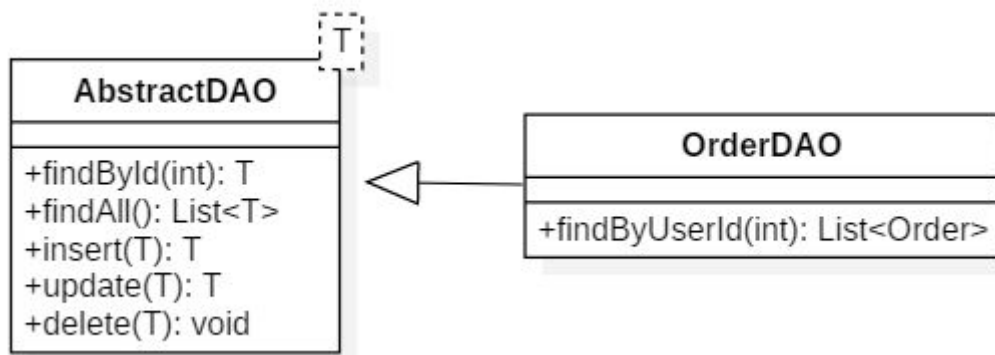 T
AbstractDAO
+findById(int): T
+findAll(): List<T>
+insert(T): T
+update(T): T
+delete(T): void
OrderDAO
+findByUserId(int): List<Order>